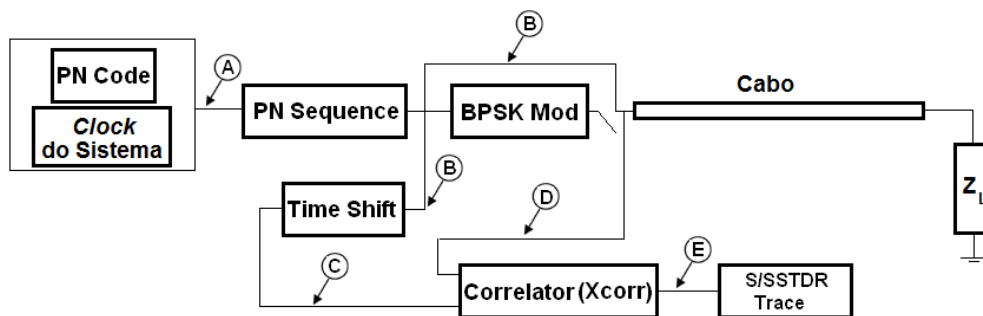 B
PN Code
A
Cabo
PN Sequence
BPSK Mod
Clock
do Sistema
B
Z L
Time Shift
D
E
C
Correlator (Xcorr)
S/SSTDR
Trace